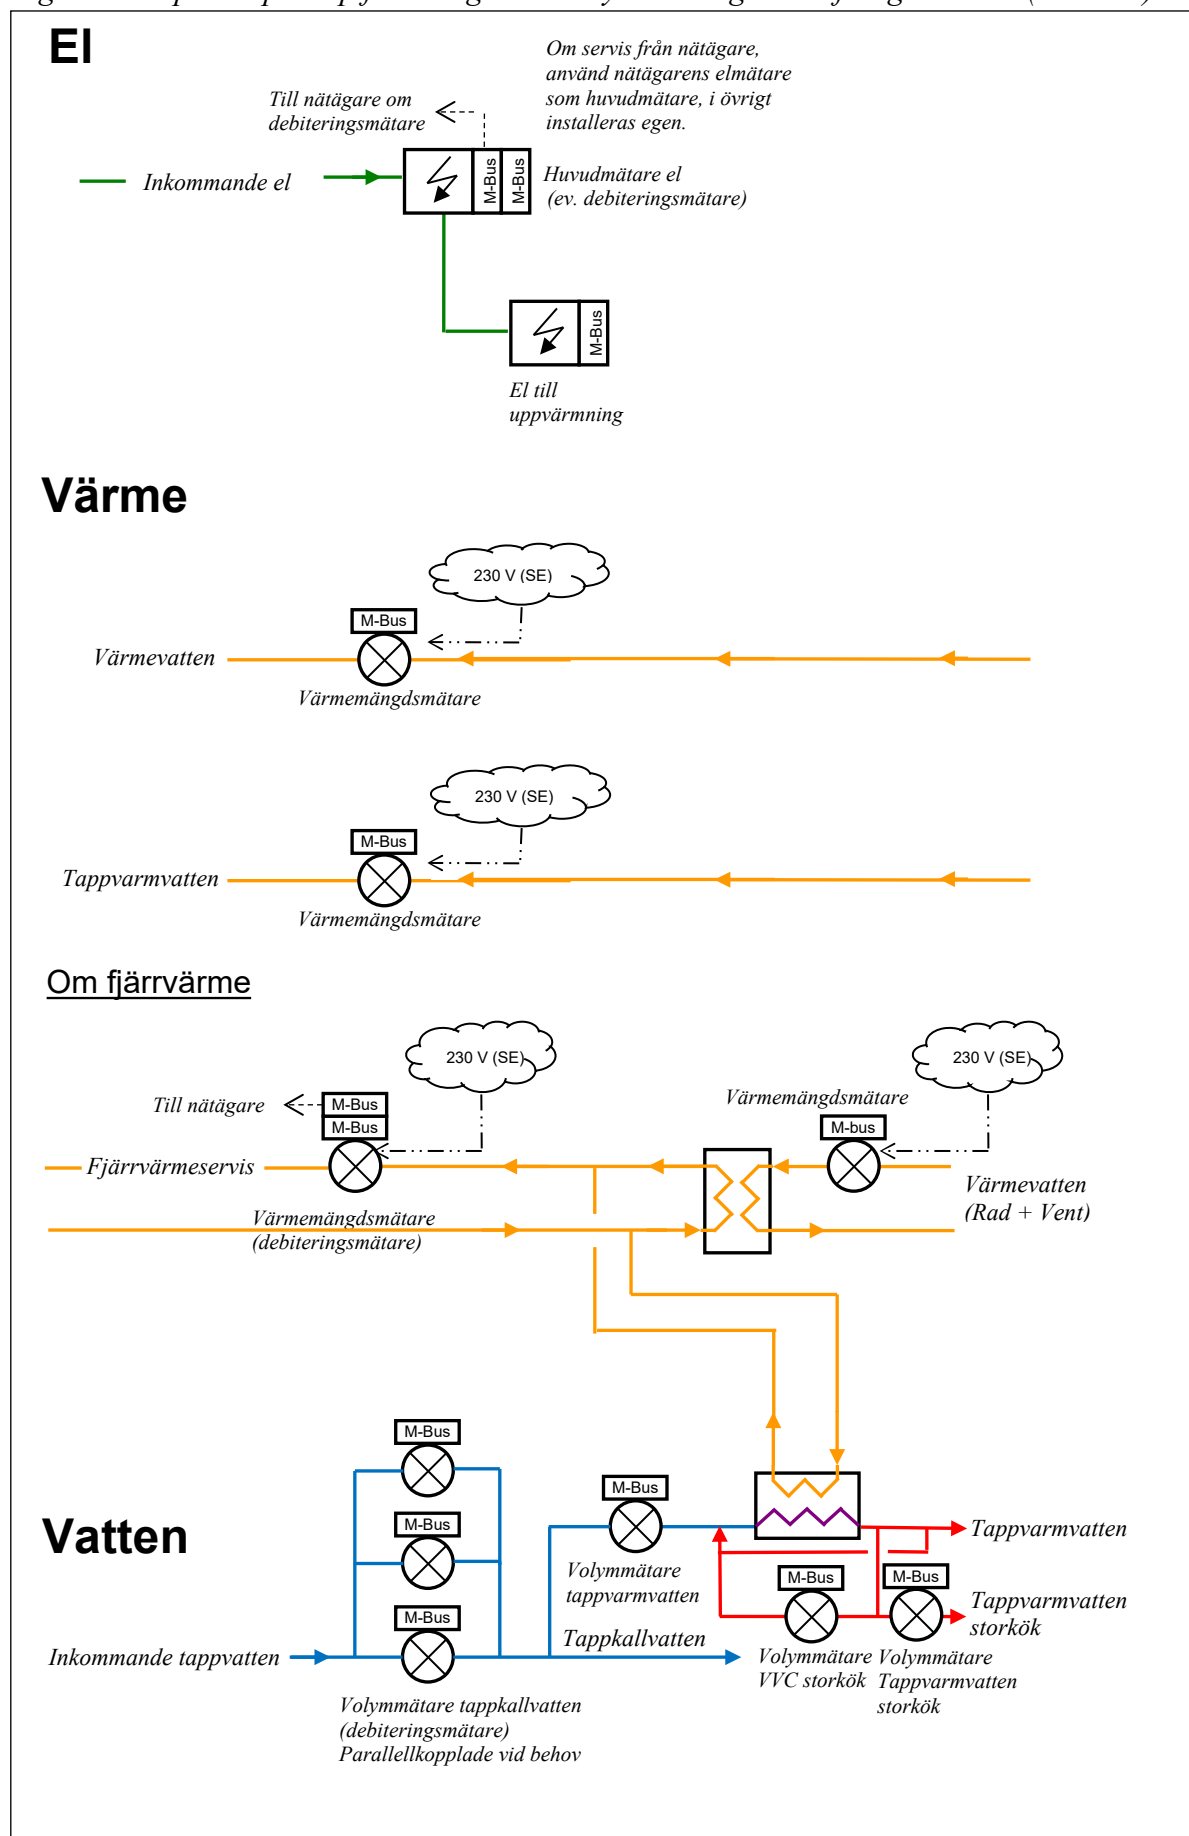 El
Om servis från nätägare,
använd nätägarens elmätare
som huvudmätare, i övrigt
installeras egen.
Till nätägare om
debiteringsmätare
Inkommande el
M-Bus
M-Bus
Huvudmätare el
(ev. debiteringsmätare)
M-Bus
El till
uppvärmning
Värme
230 V (SE)
M-Bus
Värmevatten
Värmemängdsmätare
230 V (SE)
M-Bus
Tappvarmvatten
Värmemängdsmätare
Om fjärrvärme
230 V (SE)
230 V (SE)
Till nätägare
M-Bus
M-Bus
Värmemängdsmätare
M-bus
Fjärrvärmeservis
Värmevatten
(Rad + Vent)
Värmemängdsmätare
(debiteringsmätare)
M-Bus
M-Bus
M-Bus
M-Bus
Vatten
Tappvarmvatten
Volymmätare
tappvarmvatten
M-Bus
M-Bus
Tappvarmvatten
storkök
Inkommande tappvatten
Tappkallvatten
Volymmätare
VVC storkök
Volymmätare
Tappvarmvatten
storkök
Volymmätare tappkallvatten
(debiteringsmätare)
Parallellkopplade vid behov